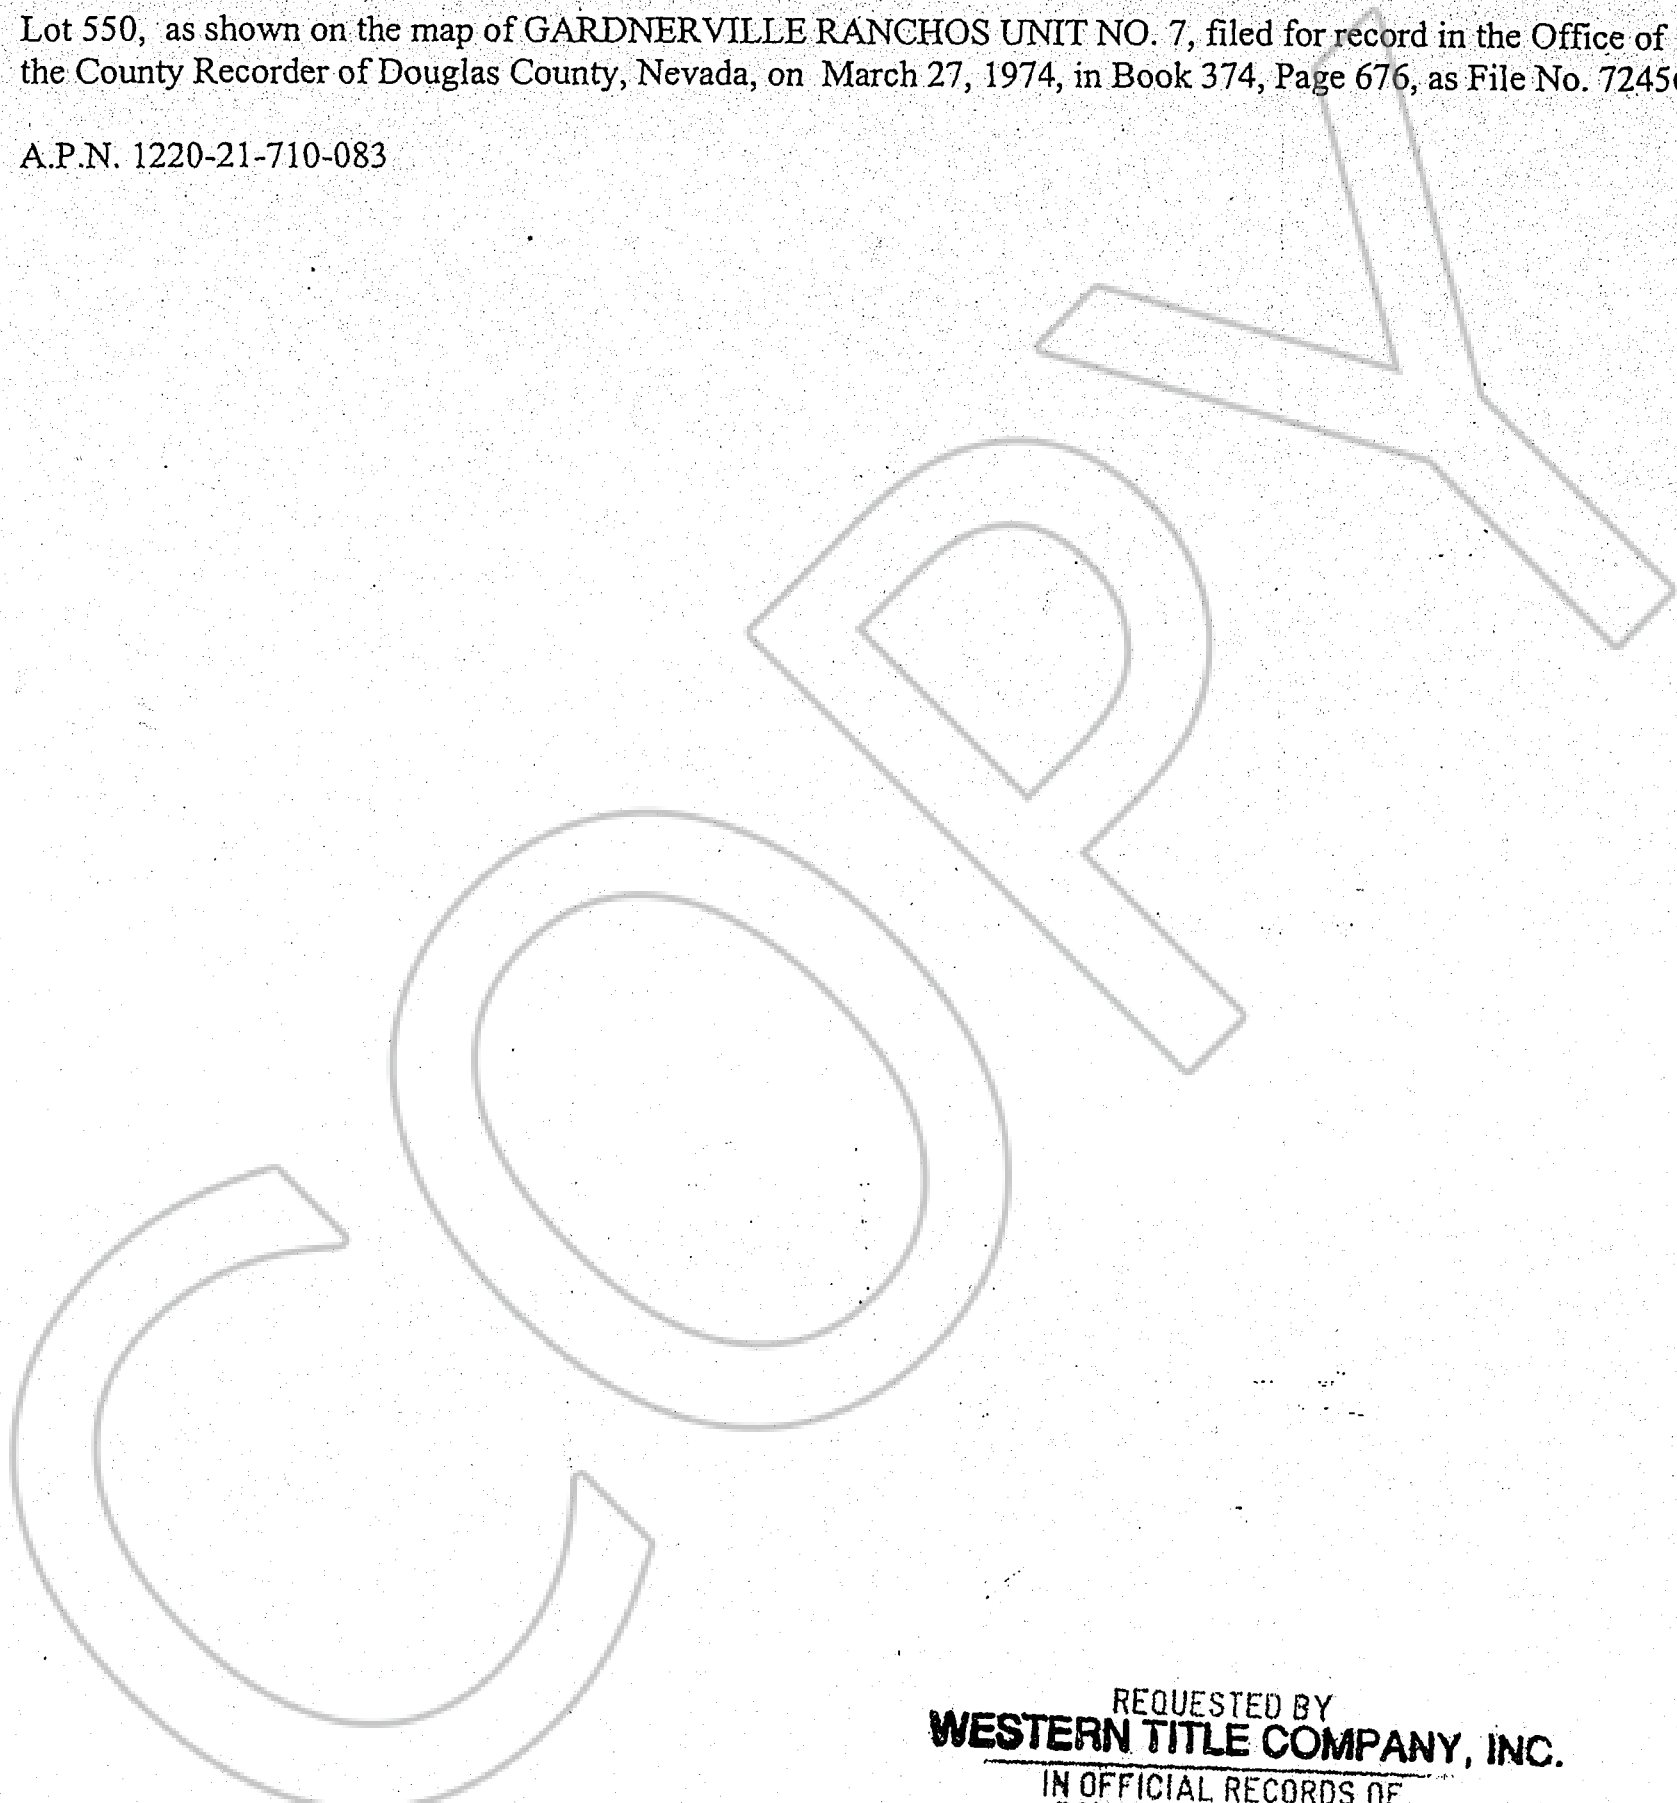 Lot 550, as shown on the map of GARDNERVILLE RANCHOS UNIT NO. 7, filed for record in the Office of
the County Recorder of Douglas County, Nevada, on March 27, 1974, in Book 374, Page 676, as File No.
A.P.N. 1220-21-710-083
COPY
REQUESTED BY
WESTERN TITLE COMPANY, INC.
IN OFFICIAL RECORDS OF